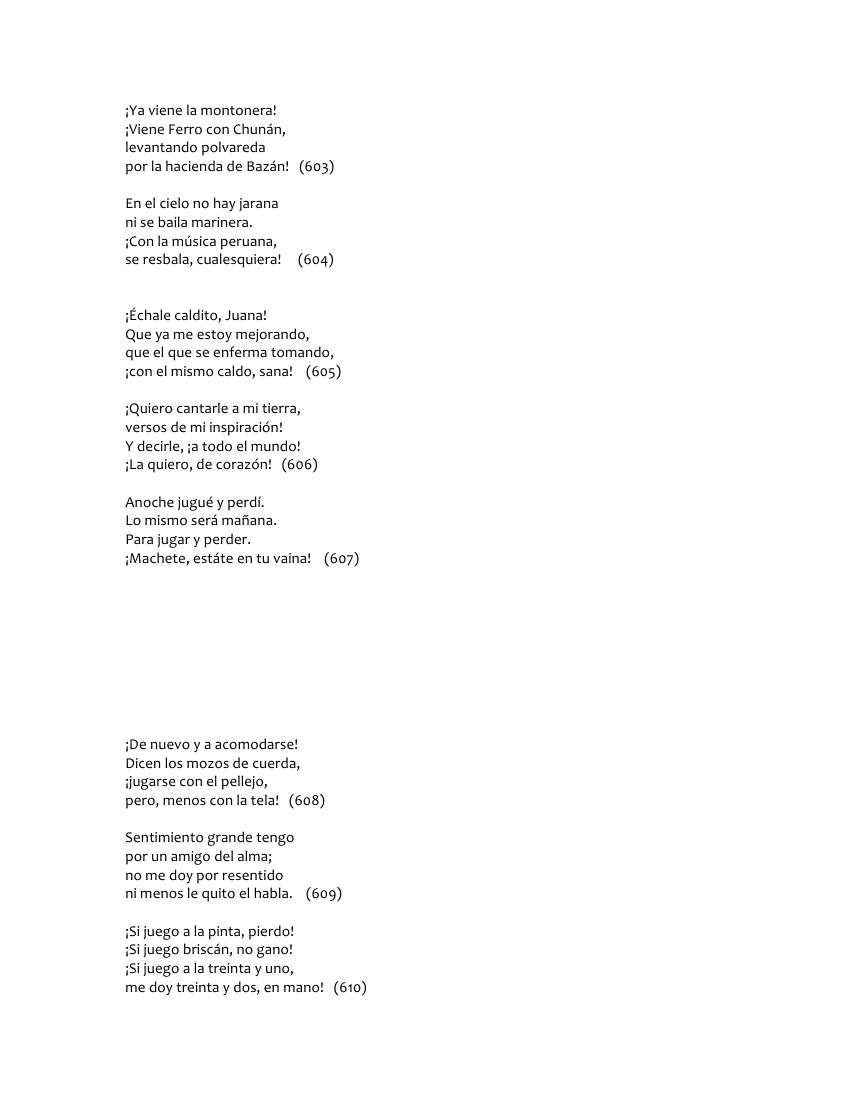 ¡Ya viene la montonera!
¡Viene Ferro con Chunán,
levantando polvareda
por la hacienda de Bazán! (603)
En el cielo no hay jarana
ni se baila marinera.
¡Con la música peruana,
se resbala, cualesquiera! (604)
¡Échale caldito, Juana!
Que ya me estoy mejorando,
que el que se enferma tomando,
¡con el mismo caldo, sana! (605)
¡Quiero cantarle a mi tierra,
versos de mi inspiración!
Y decirle, ¡a todo el mundo!
¡La quiero, de corazón! (606)
Anoche jugué y perdí.
Lo mismo será mañana.
Para jugar y perder.
¡Machete, estáte en tu vaina! (607)
¡De nuevo y a acomodarse!
Dicen los mozos de cuerda,
¡jugarse con el pellejo,
pero, menos con la tela! (608)
Sentimiento grande tengo
por un amigo del alma;
no me doy por resentido
ni menos le quito el habla. (609)
¡Si juego a la pinta, pierdo!
¡Si juego briscán, no gano!
¡Si juego a la treinta y uno,
me doy treinta y dos, en mano! (610)